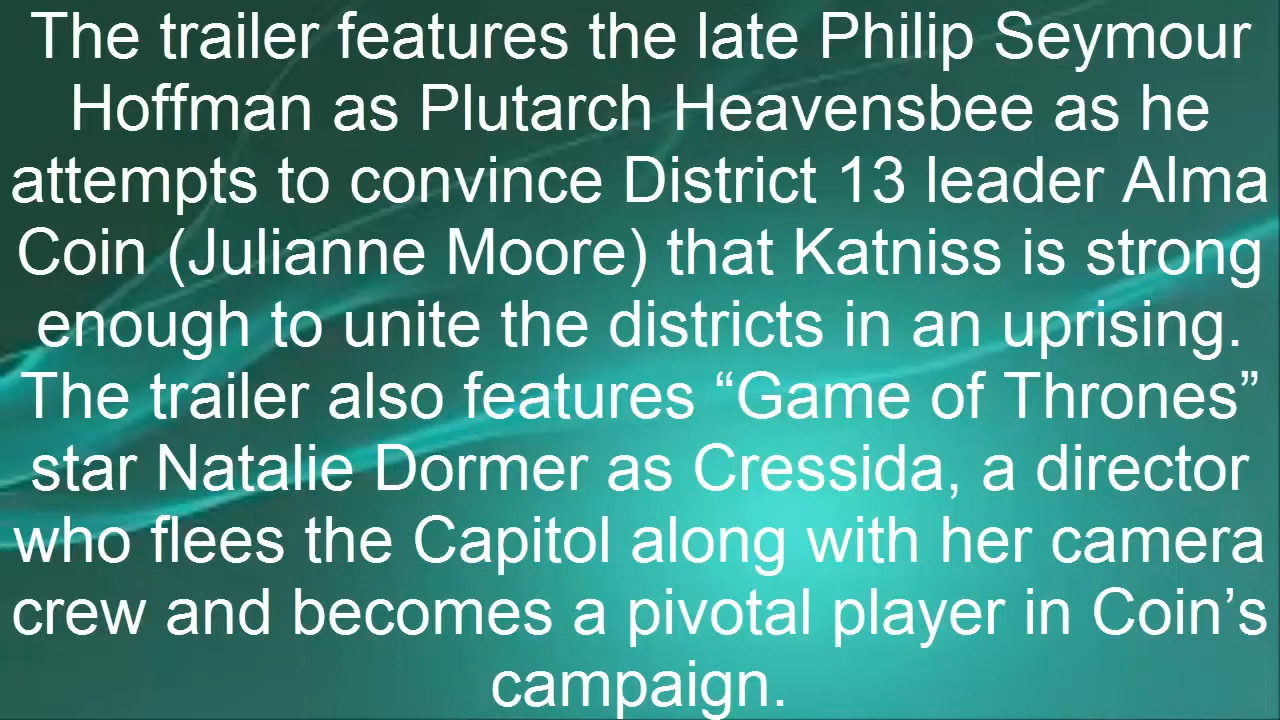 The trailer features the late Philip Seymour
Hoffman as Plutarch Heavensbee as he
attempts to convince District 13 leader Alma
Coin (Julianne Moore) that Katniss is strong
enough to unite the districts in an uprising.
The trailer also features “Game of Thrones”
star Natalie Dormer as Cressida, a director
who flees the Capitol along with her camera
crew and becomes a pivotal player in Coin’s
campaign.